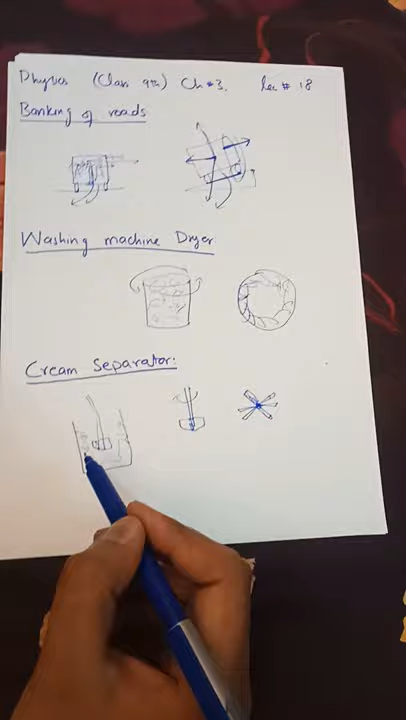 Physics (Class 9th) Ch # 3. Lec # 18
Banking of roads
Washing machine Dryer
Cream Separator: